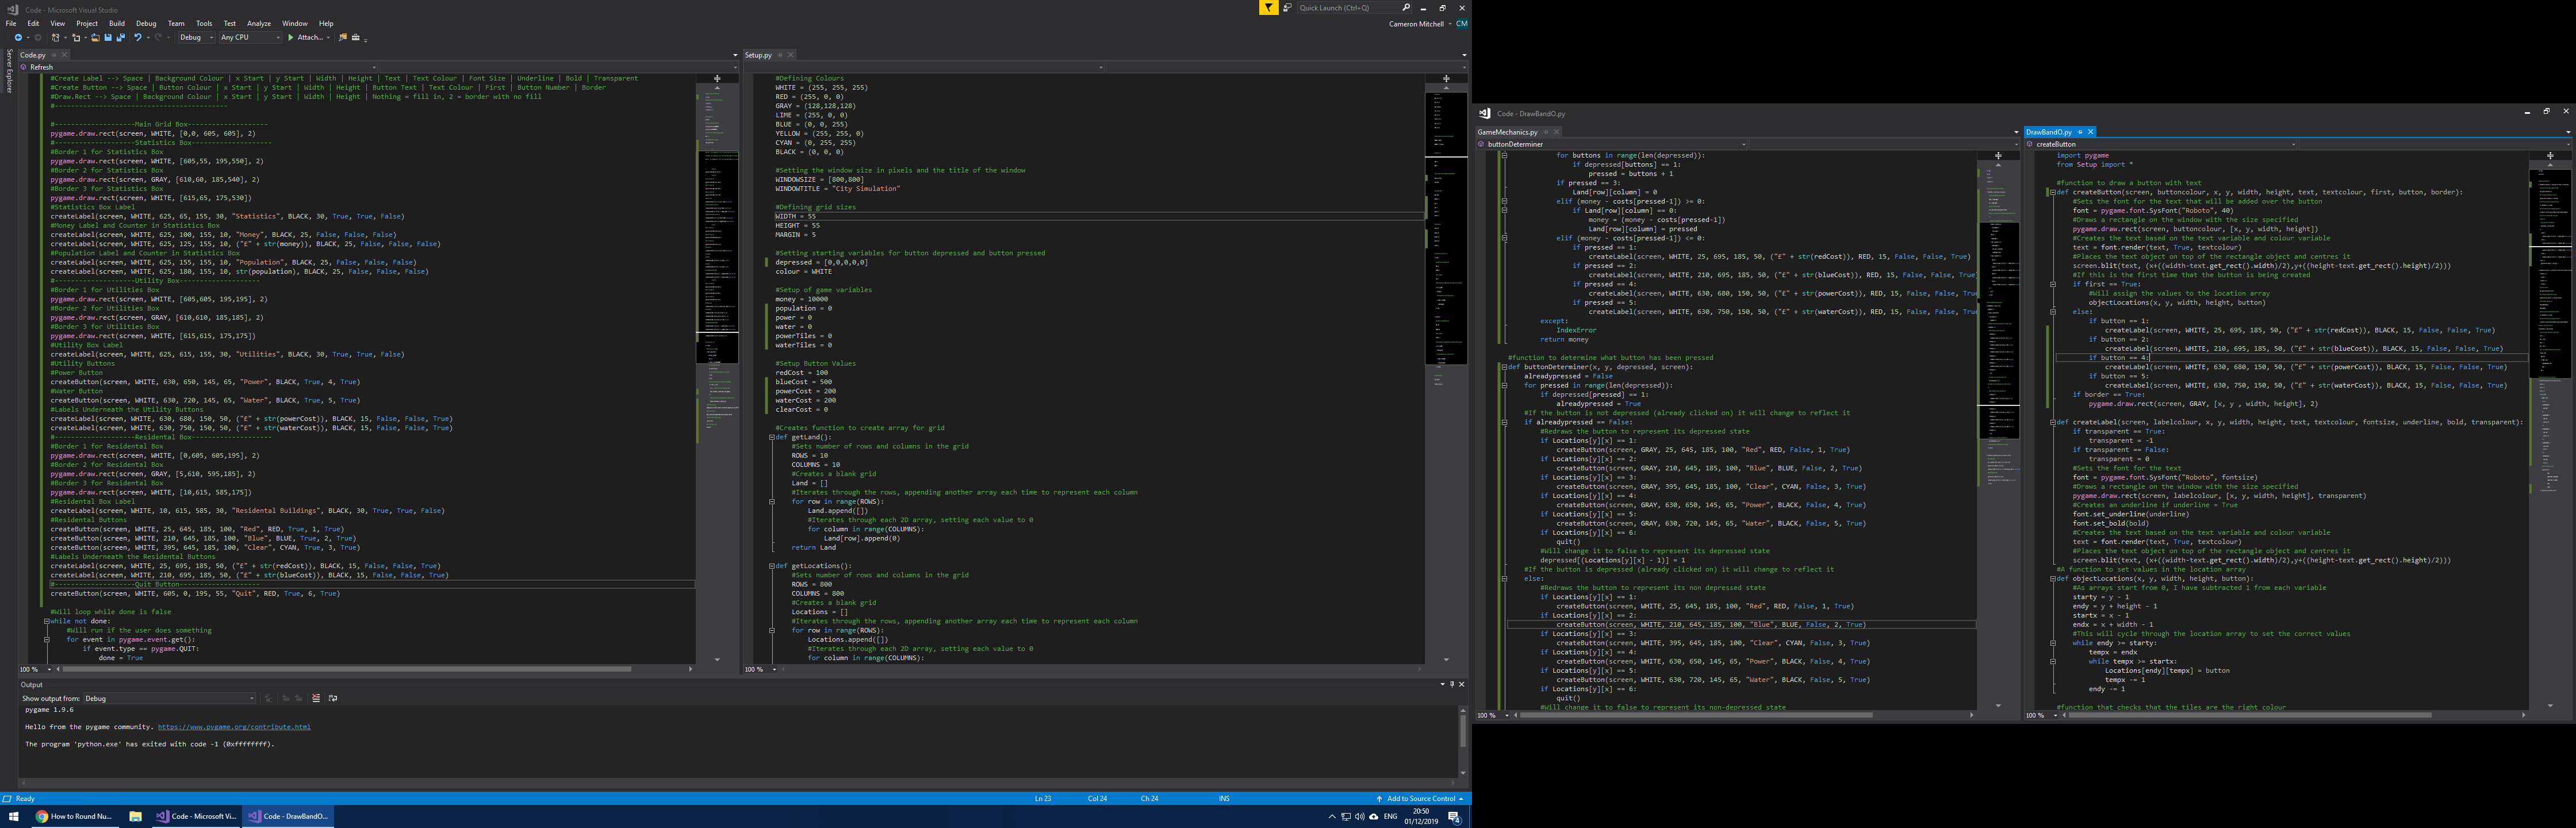 Code - Microsoft Visual Studio
Quick Launch (Ctrl+Q)
File Edit View Project Build Debug Team Tools Test Analyze Window Help
Cameron Mitchell CM
Debug Any CPU Attach...
Server Explorer
Code.py
Refresh
#Create Label --> Space | Background Colour | x Start | y Start | Width | Height | Text | Text Colour | Font Size | Underline | Bold | Transparent
#Create Button --> Space | Button Colour | x Start | y Start | Width | Height | Button Text | Text Colour | First | Button Number | Border
#Draw.Rect --> Space | Background Colour | x Start | y Start | Width | Height | Nothing = fill in, 2 = border with no fill
#-------------------------------------------
#--------------------Main Grid Box--------------------
pygame.draw.rect(screen, WHITE, [0,0, 605, 605], 2)
#--------------------Statistics Box--------------------
#Border 1 for Statistics Box
pygame.draw.rect(screen, WHITE, [605,55, 195,550], 2)
#Border 2 for Statistics Box
pygame.draw.rect(screen, GRAY, [610,60, 185,540], 2)
#Border 3 for Statistics Box
pygame.draw.rect(screen, WHITE, [615,65, 175,530])
#Statistics Box Label
createLabel(screen, WHITE, 625, 65, 155, 30, "Statistics", BLACK, 30, True, True, False)
#Money Label and Counter in Statistics Box
createLabel(screen, WHITE, 625, 100, 155, 10, "Money", BLACK, 25, False, False, False)
createLabel(screen, WHITE, 625, 125, 155, 10, ("£" + str(money)), BLACK, 25, False, False, False)
#Population Label and Counter in Statistics Box
createLabel(screen, WHITE, 625, 155, 155, 10, "Population", BLACK, 25, False, False, False)
createLabel(screen, WHITE, 625, 180, 155, 10, str(population), BLACK, 25, False, False, False)
#--------------------Utility Box--------------------
#Border 1 for Utilities Box
pygame.draw.rect(screen, WHITE, [605,605, 195,195], 2)
#Border 2 for Utilities Box
pygame.draw.rect(screen, GRAY, [610,610, 185,185], 2)
#Border 3 for Utilities Box
pygame.draw.rect(screen, WHITE, [615,615, 175,175])
#Utility Box Label
createLabel(screen, WHITE, 625, 615, 155, 30, "Utilities", BLACK, 30, True, True, False)
#Utility Buttons
#Power Button
createButton(screen, WHITE, 630, 650, 145, 65, "Power", BLACK, True, 4, True)
#Water Button
createButton(screen, WHITE, 630, 720, 145, 65, "Water", BLACK, True, 5, True)
#Labels Underneath the Utility Buttons
createLabel(screen, WHITE, 630, 680, 150, 50, ("£" + str(powerCost)), BLACK, 15, False, False, True)
createLabel(screen, WHITE, 630, 750, 150, 50, ("£" + str(waterCost)), BLACK, 15, False, False, True)
#--------------------Residential Box--------------------
#Border 1 for Residental Box
pygame.draw.rect(screen, WHITE, [0,605, 605,195], 2)
#Border 2 for Residental Box
pygame.draw.rect(screen, GRAY, [5,610, 595,185], 2)
#Border 3 for Residental Box
pygame.draw.rect(screen, WHITE, [10,615, 585,175])
#Residental Box Label
createLabel(screen, WHITE, 10, 615, 585, 30, "Residental Buildings", BLACK, 30, True, True, False)
#Residental Buttons
createButton(screen, WHITE, 25, 645, 185, 100, "Red", RED, True, 1, True)
createButton(screen, WHITE, 210, 645, 185, 100, "Blue", BLUE, True, 2, True)
createButton(screen, WHITE, 395, 645, 185, 100, "Clear", CYAN, True, 3, True)
#Labels Underneath the Residental Buttons
createLabel(screen, WHITE, 25, 695, 185, 50, ("£" + str(redCost)), BLACK, 15, False, False, True)
createLabel(screen, WHITE, 210, 695, 185, 50, ("£" + str(blueCost)), BLACK, 15, False, False, True)
#--------------------Quit Button--------------------
createButton(screen, WHITE, 605, 0, 195, 55, "Quit", RED, True, 6, True)
#Will loop while done is false
while not done:
#Will run if the user does something
for event in pygame.event.get():
if event.type == pygame.QUIT:
done = True
100 %
Setup.py
#Defining Colours
WHITE = (255, 255, 255)
RED = (255, 0, 0)
GRAY = (128,128,128)
LIME = (255, 0, 0)
BLUE = (0, 0, 255)
YELLOW = (255, 255, 0)
CYAN = (0, 255, 255)
BLACK = (0, 0, 0)
#Setting the window size in pixels and the title of the window
WINDOWSIZE = [800,800]
WINDOWTITLE = "City Simulation"
#Defining grid sizes
WIDTH = 55
HEIGHT = 55
MARGIN = 5
#Setting starting variables for button depressed and button pressed
depressed = [0,0,0,0,0]
colour = WHITE
#Setup of game variables
money = 10000
population = 0
power = 0
water = 0
powerTiles = 0
waterTiles = 0
#Setup Button Values
redCost = 100
blueCost = 500
powerCost = 200
waterCost = 200
clearCost = 0
#Creates function to create array for grid
def getLand():
#Sets number of rows and columns in the grid
ROWS = 10
COLUMNS = 10
#Creates a blank grid
Land = []
#Iterates through the rows, appending another array each time to represent each column
for row in range(ROWS):
Land.append([])
#Iterates through each 2D array, setting each value to 0
for column in range(COLUMNS):
Land[row].append(0)
return Land
def getLocations():
#Sets number of rows and columns in the grid
ROWS = 800
COLUMNS = 800
#Creates a blank grid
Locations = []
#Iterates through the rows, appending another array each time to represent each column
for row in range(ROWS):
Locations.append([])
#Iterates through each 2D array, setting each value to 0
for column in range(COLUMNS):
100 %
Output
Show output from: Debug
pygame 1.9.6
Hello from the pygame community. https://www.pygame.org/contribute.html
The program 'python.exe' has exited with code -1 (0xffffffff).
Ready Ln 23 Col 24 Ch 24 INS Add to Source Control
How to Round Nu... Code - Microsoft Vi... Code - DrawBandO... ENG 20:50 01/12/2019 4
Code - DrawBandO.py
GameMechanics.py
buttonDeterminer
for buttons in range(len(depressed)):
if depressed[buttons] == 1:
pressed = buttons + 1
if pressed == 3:
Land[row][column] = 0
elif (money - costs[pressed-1]) >= 0:
if Land[row][column] == 0:
money = (money - costs[pressed-1])
Land[row][column] = pressed
elif (money - costs[pressed-1]) <= 0:
if pressed == 1:
createLabel(screen, WHITE, 25, 695, 185, 50, ("£" + str(redCost)), RED, 15, False, False, True)
if pressed == 2:
createLabel(screen, WHITE, 210, 695, 185, 50, ("£" + str(blueCost)), RED, 15, False, False, True)
if pressed == 4:
createLabel(screen, WHITE, 630, 680, 150, 50, ("£" + str(powerCost)), RED, 15, False, False, Tru
if pressed == 5:
createLabel(screen, WHITE, 630, 750, 150, 50, ("£" + str(waterCost)), RED, 15, False, False, Tru
except:
IndexError
return money
#function to determine what button has been pressed
def buttonDeterminer(x, y, depressed, screen):
alreadypressed = False
for pressed in range(len(depressed)):
if depressed[pressed] == 1:
alreadypressed = True
#If the button is not depressed (already clicked on) it will change to reflect it
if alreadypressed == False:
#Redraws the button to represent its depressed state
if Locations[y][x] == 1:
createButton(screen, GRAY, 25, 645, 185, 100, "Red", RED, False, 1, True)
if Locations[y][x] == 2:
createButton(screen, GRAY, 210, 645, 185, 100, "Blue", BLUE, False, 2, True)
if Locations[y][x] == 3:
createButton(screen, GRAY, 395, 645, 185, 100, "Clear", CYAN, False, 3, True)
if Locations[y][x] == 4:
createButton(screen, GRAY, 630, 650, 145, 65, "Power", BLACK, False, 4, True)
if Locations[y][x] == 5:
createButton(screen, GRAY, 630, 720, 145, 65, "Water", BLACK, False, 5, True)
if Locations[y][x] == 6:
quit()
#Will change it to false to represent its depressed state
depressed[(Locations[y][x] - 1)] = 1
#If the button is depressed (already clicked on) it will change to reflect it
else:
#Redraws the button to represent its non depressed state
if Locations[y][x] == 1:
createButton(screen, WHITE, 25, 645, 185, 100, "Red", RED, False, 1, True)
if Locations[y][x] == 2:
createButton(screen, WHITE, 210, 645, 185, 100, "Blue", BLUE, False, 2, True)
if Locations[y][x] == 3:
createButton(screen, WHITE, 395, 645, 185, 100, "Clear", CYAN, False, 3, True)
if Locations[y][x] == 4:
createButton(screen, WHITE, 630, 650, 145, 65, "Power", BLACK, False, 4, True)
if Locations[y][x] == 5:
createButton(screen, WHITE, 630, 720, 145, 65, "Water", BLACK, False, 5, True)
if Locations[y][x] == 6:
quit()
#Will change it to false to represent its non-depressed state
100 %
DrawBandO.py
createButton
import pygame
from Setup import *
#function to draw a button with text
def createButton(screen, buttoncolour, x, y, width, height, text, textcolour, first, button, border):
#Sets the font for the text that will be added over the button
font = pygame.font.SysFont("Roboto", 40)
#Draws a rectangle on the window with the size specified
pygame.draw.rect(screen, buttoncolour, [x, y, width, height])
#Creates the text based on the text variable and colour variable
text = font.render(text, True, textcolour)
#Places the text object on top of the rectangle object and centres it
screen.blit(text, (x+((width-text.get_rect().width)/2),y+((height-text.get_rect().height)/2)))
#If this is the first time that the button is being created
if first == True:
#Will assign the values to the location array
objectLocations(x, y, width, height, button)
else:
if button == 1:
createLabel(screen, WHITE, 25, 695, 185, 50, ("£" + str(redCost)), BLACK, 15, False, False, True)
if button == 2:
createLabel(screen, WHITE, 210, 695, 185, 50, ("£" + str(blueCost)), BLACK, 15, False, False, True)
if button == 4:
createLabel(screen, WHITE, 630, 680, 150, 50, ("£" + str(powerCost)), BLACK, 15, False, False, True)
if button == 5:
createLabel(screen, WHITE, 630, 750, 150, 50, ("£" + str(waterCost)), BLACK, 15, False, False, True)
if border == True:
pygame.draw.rect(screen, GRAY, [x, y , width, height], 2)
def createLabel(screen, labelcolour, x, y, width, height, text, textcolour, fontsize, underline, bold, transparent):
if transparent == True:
transparent = -1
if transparent == False:
transparent = 0
#Sets the font for the text
font = pygame.font.SysFont("Roboto", fontsize)
#Draws a rectangle on the window with the size specified
pygame.draw.rect(screen, labelcolour, [x, y, width, height], transparent)
#Creates an underline if underline = True
font.set_underline(underline)
font.set_bold(bold)
#Creates the text based on the text variable and colour variable
text = font.render(text, True, textcolour)
#Places the text object on top of the rectangle object and centres it
screen.blit(text, (x+((width-text.get_rect().width)/2),y+((height-text.get_rect().height)/2)))
#A function to set values in the location array
def objectLocations(x, y, width, height, button):
#As arrays start from 0, I have subtracted 1 from each variable
starty = y - 1
endy = y + height - 1
startx = x - 1
endx = x + width - 1
#This will cycle through the location array to set the correct values
while endy >= starty:
tempx = endx
while tempx >= startx:
Locations[endy][tempx] = button
tempx -= 1
endy -= 1
#function that checks that the tiles are the right colour
100 %